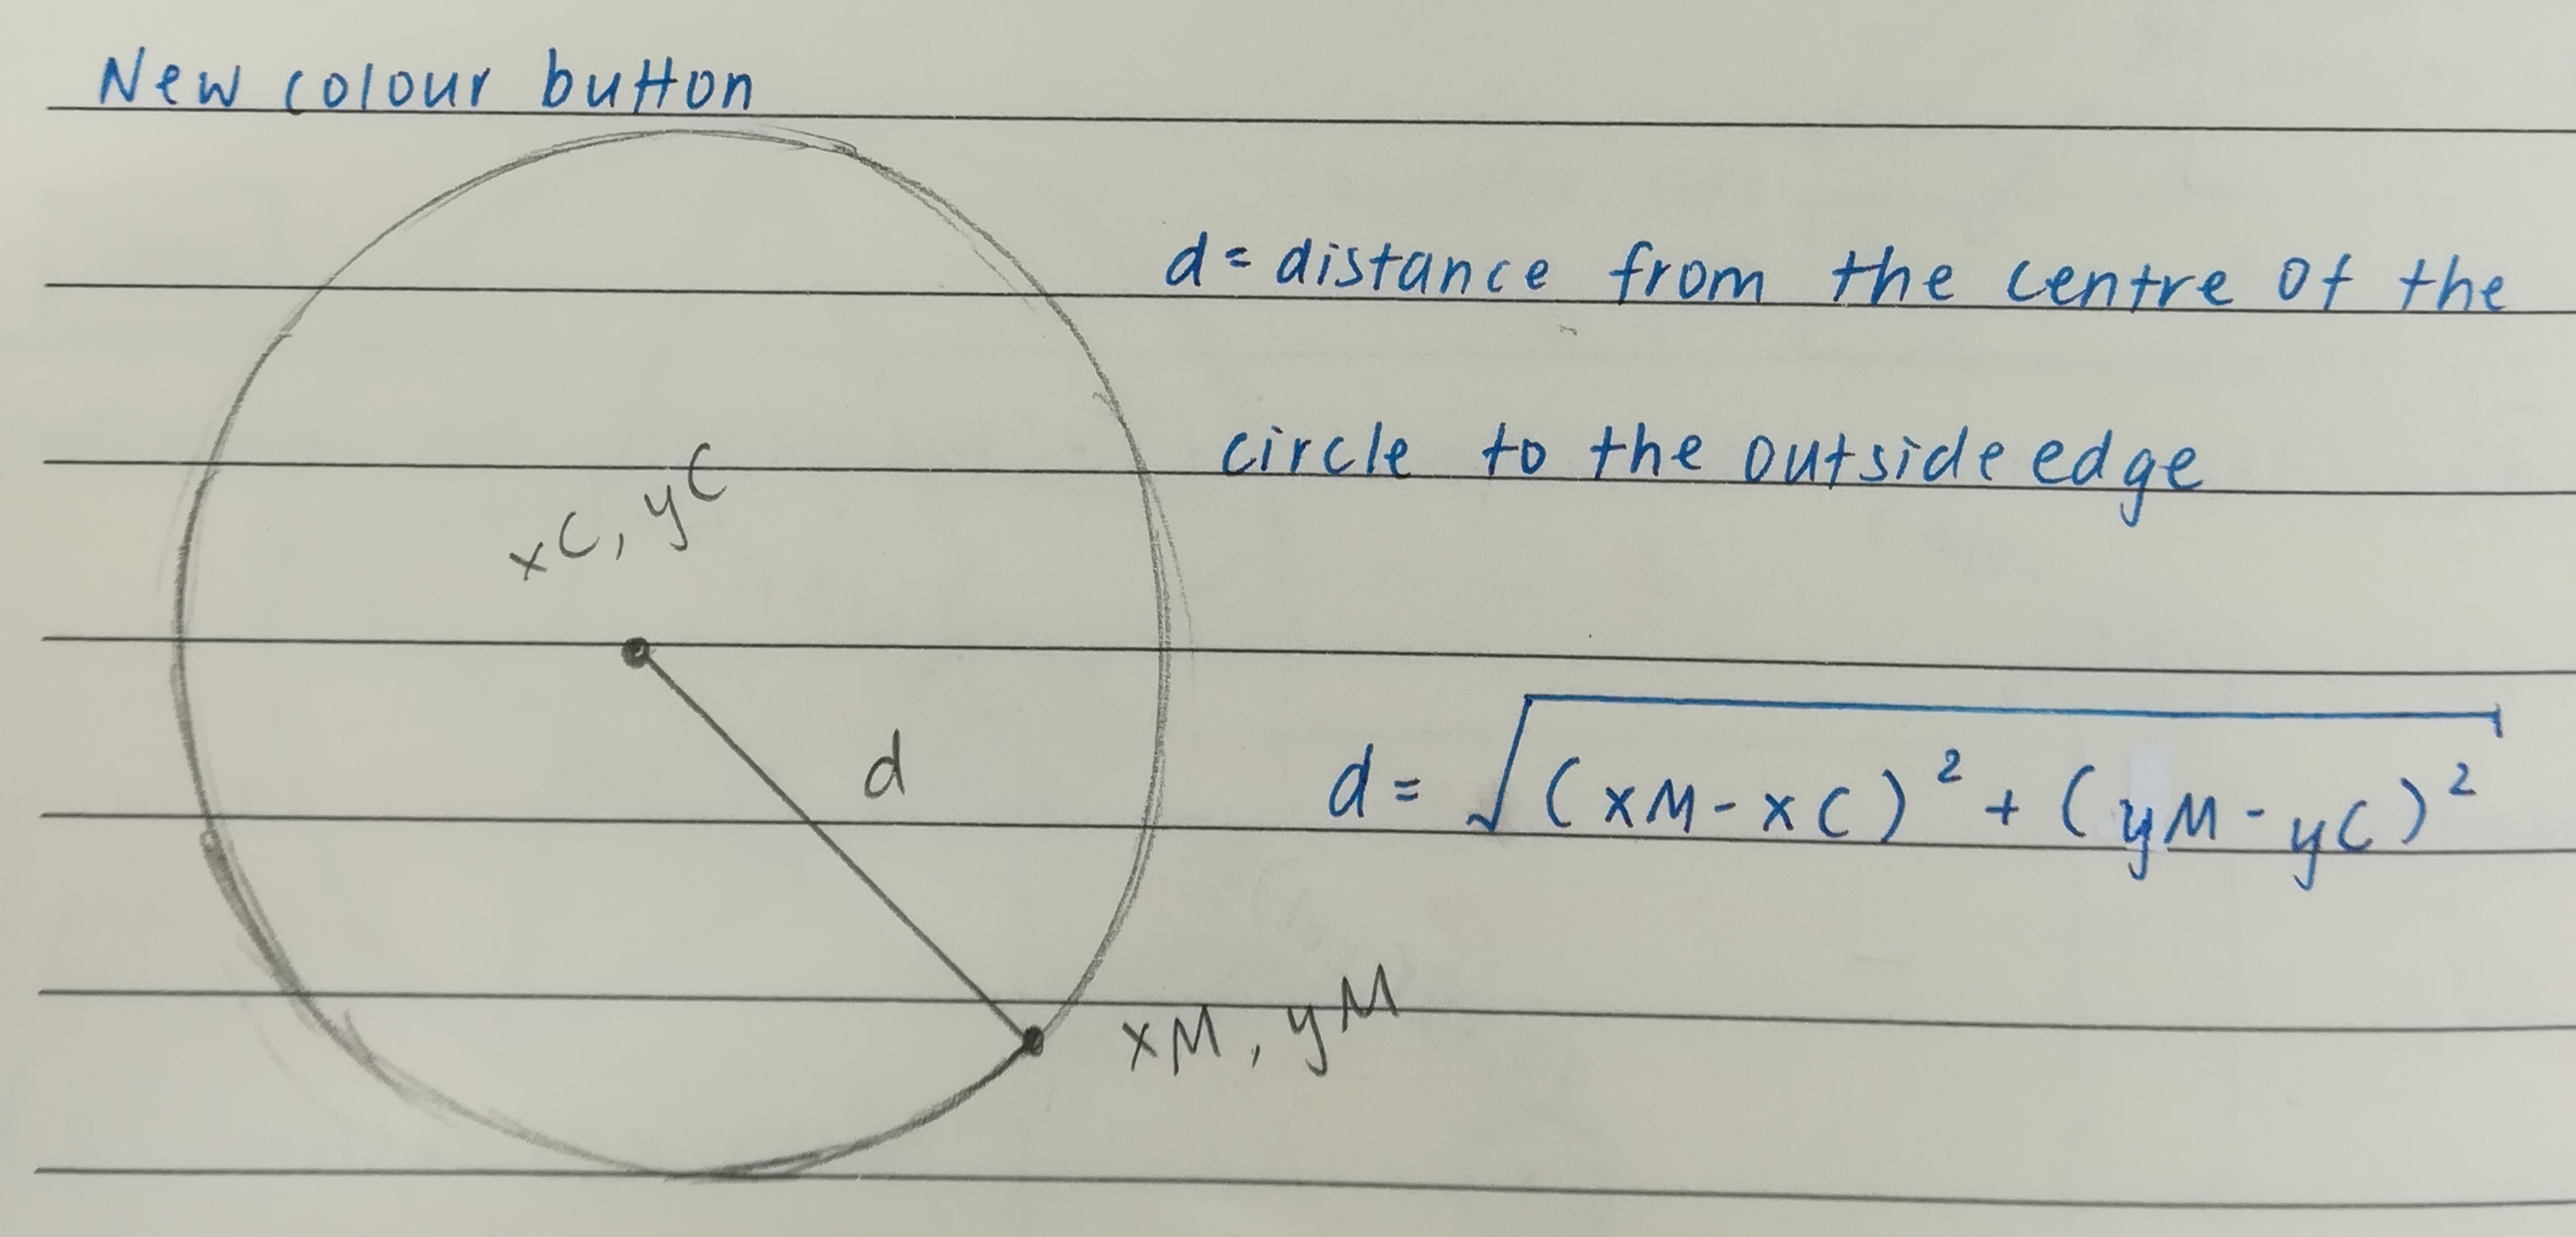 New colour button
d = distance from the centre of the
circle to the outside edge
xC, yC
d
d = √(xM - xC)² + (yM - yC)²
xM, yM